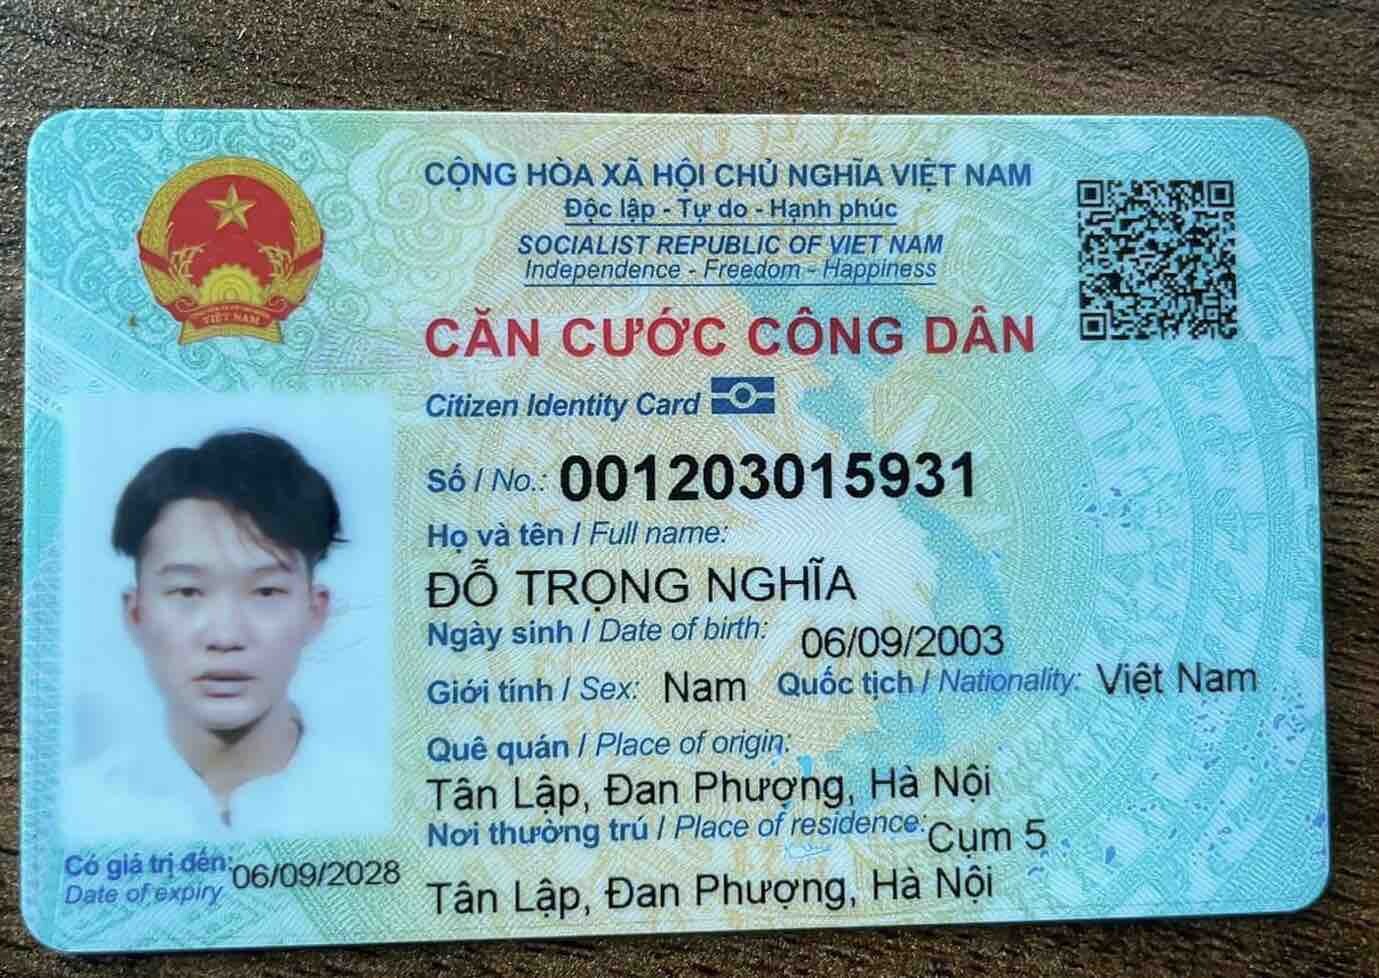 CỘNG HÒA XÃ HỘI CHỦ NGHĨA VIỆT NAM
Độc lập - Tự do - Hạnh phúc
SOCIALIST REPUBLIC OF VIET NAM
Independence - Freedom - Happiness
CĂN CƯỚC CÔNG DÂN
Citizen Identity Card
VIỆT NAM
Số / No.: 001203015931
Họ và tên / Full name:
ĐỖ TRỌNG NGHĨA
Ngày sinh / Date of birth: 06/09/2003
Giới tính / Sex: Nam Quốc tịch / Nationality: Việt Nam
Quê quán / Place of origin:
Tân Lập, Đan Phượng, Hà Nội
Nơi thường trú / Place of residence: Cụm 5
Tân Lập, Đan Phượng, Hà Nội
Có giá trị đến: 06/09/2028
Date of expiry